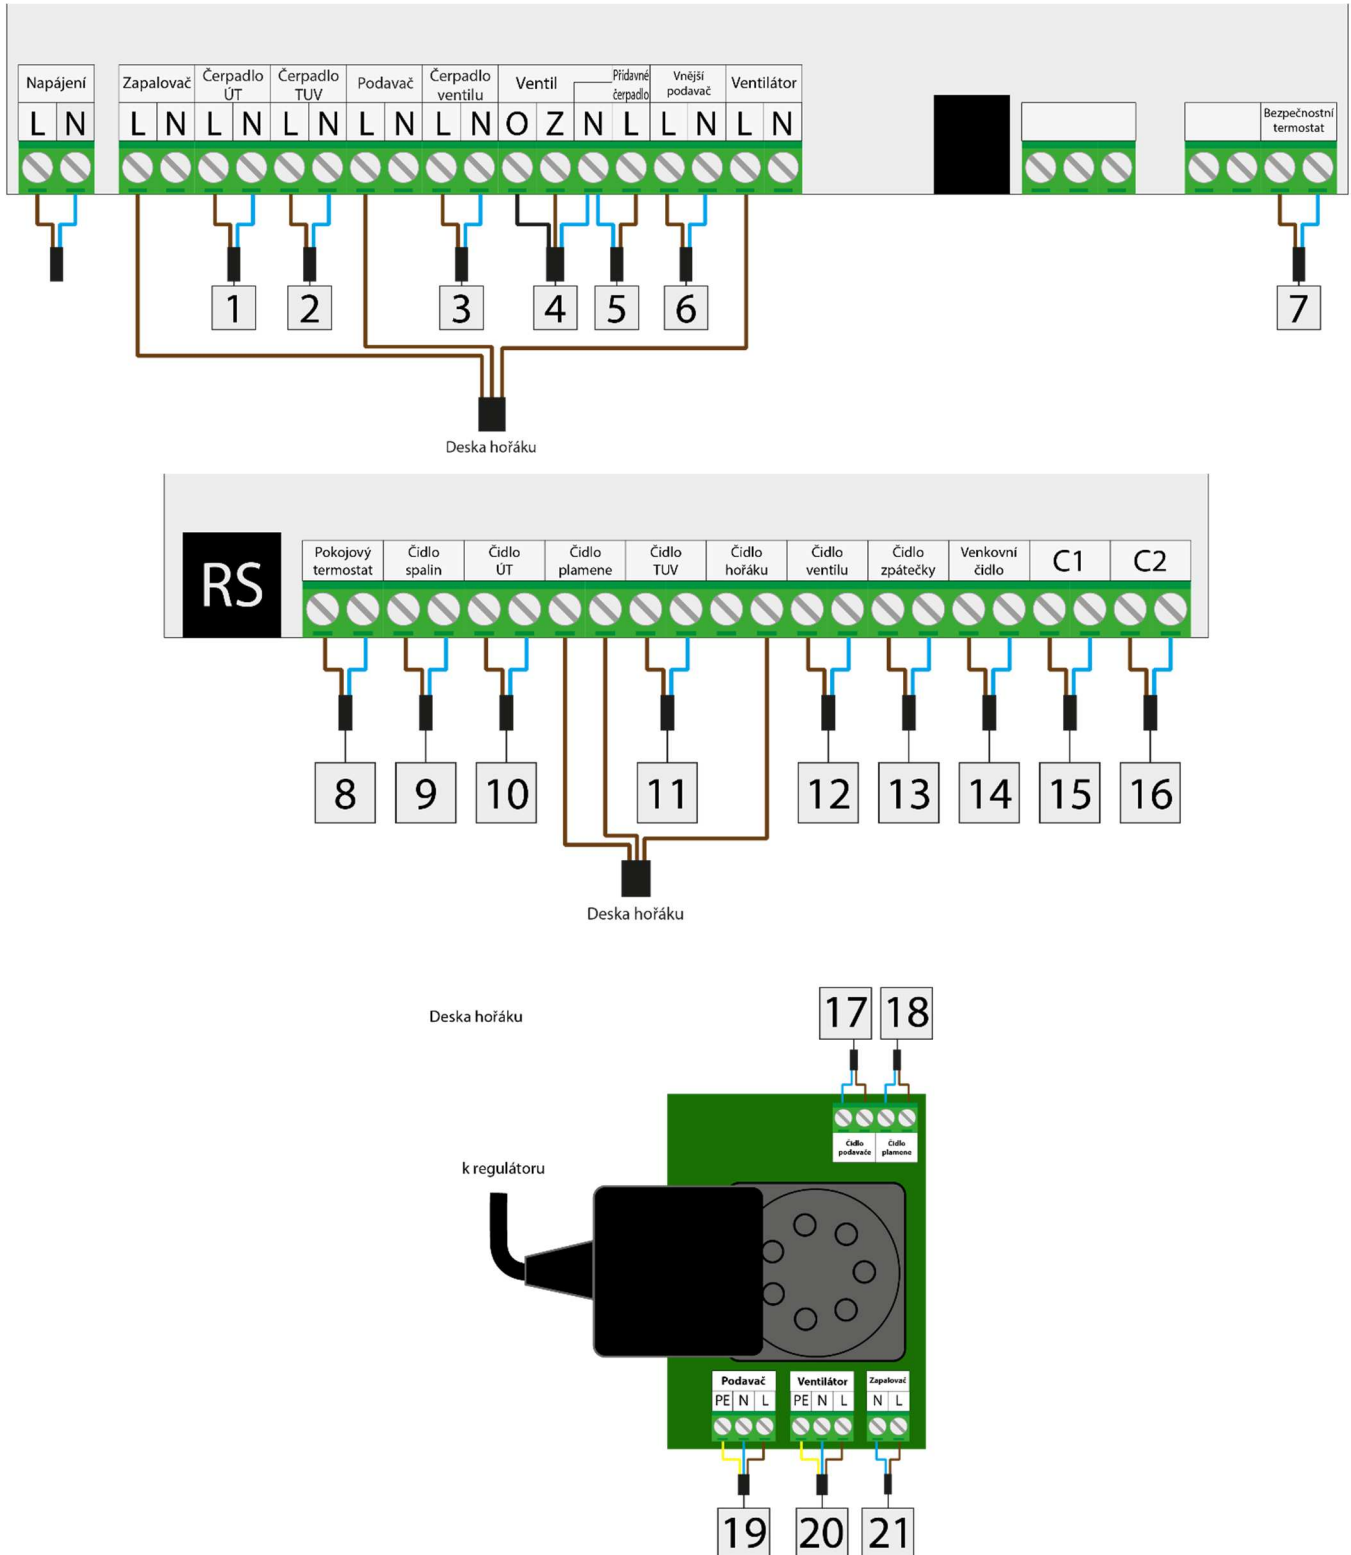 Napájení
L N
Zapalovač
L N
Čerpadlo
ÚT
L N
Čerpadlo
TUV
L N
Podavač
L N
Čerpadlo
ventilu
L N
Ventil
O Z N
Přídavné
čerpadlo
L
Vnější
podavač
L N
Ventilátor
L N
Bezpečnostní
termostat
1 2 3 4 5 6 7
Deska hořáku
RS
Pokojový
termostat
Čidlo
spalin
Čidlo
ÚT
Čidlo
plamene
Čidlo
TUV
Čidlo
hořáku
Čidlo
ventilu
Čidlo
zpátečky
Venkovní
čidlo
C1
C2
8 9 10 11 12 13 14 15 16
Deska hořáku
Deska hořáku
17 18
Čidlo
podavače
Čidlo
plamene
k regulátoru
Podavač
PE N L
Ventilátor
PE N L
Zapalovač
N L
19 20 21